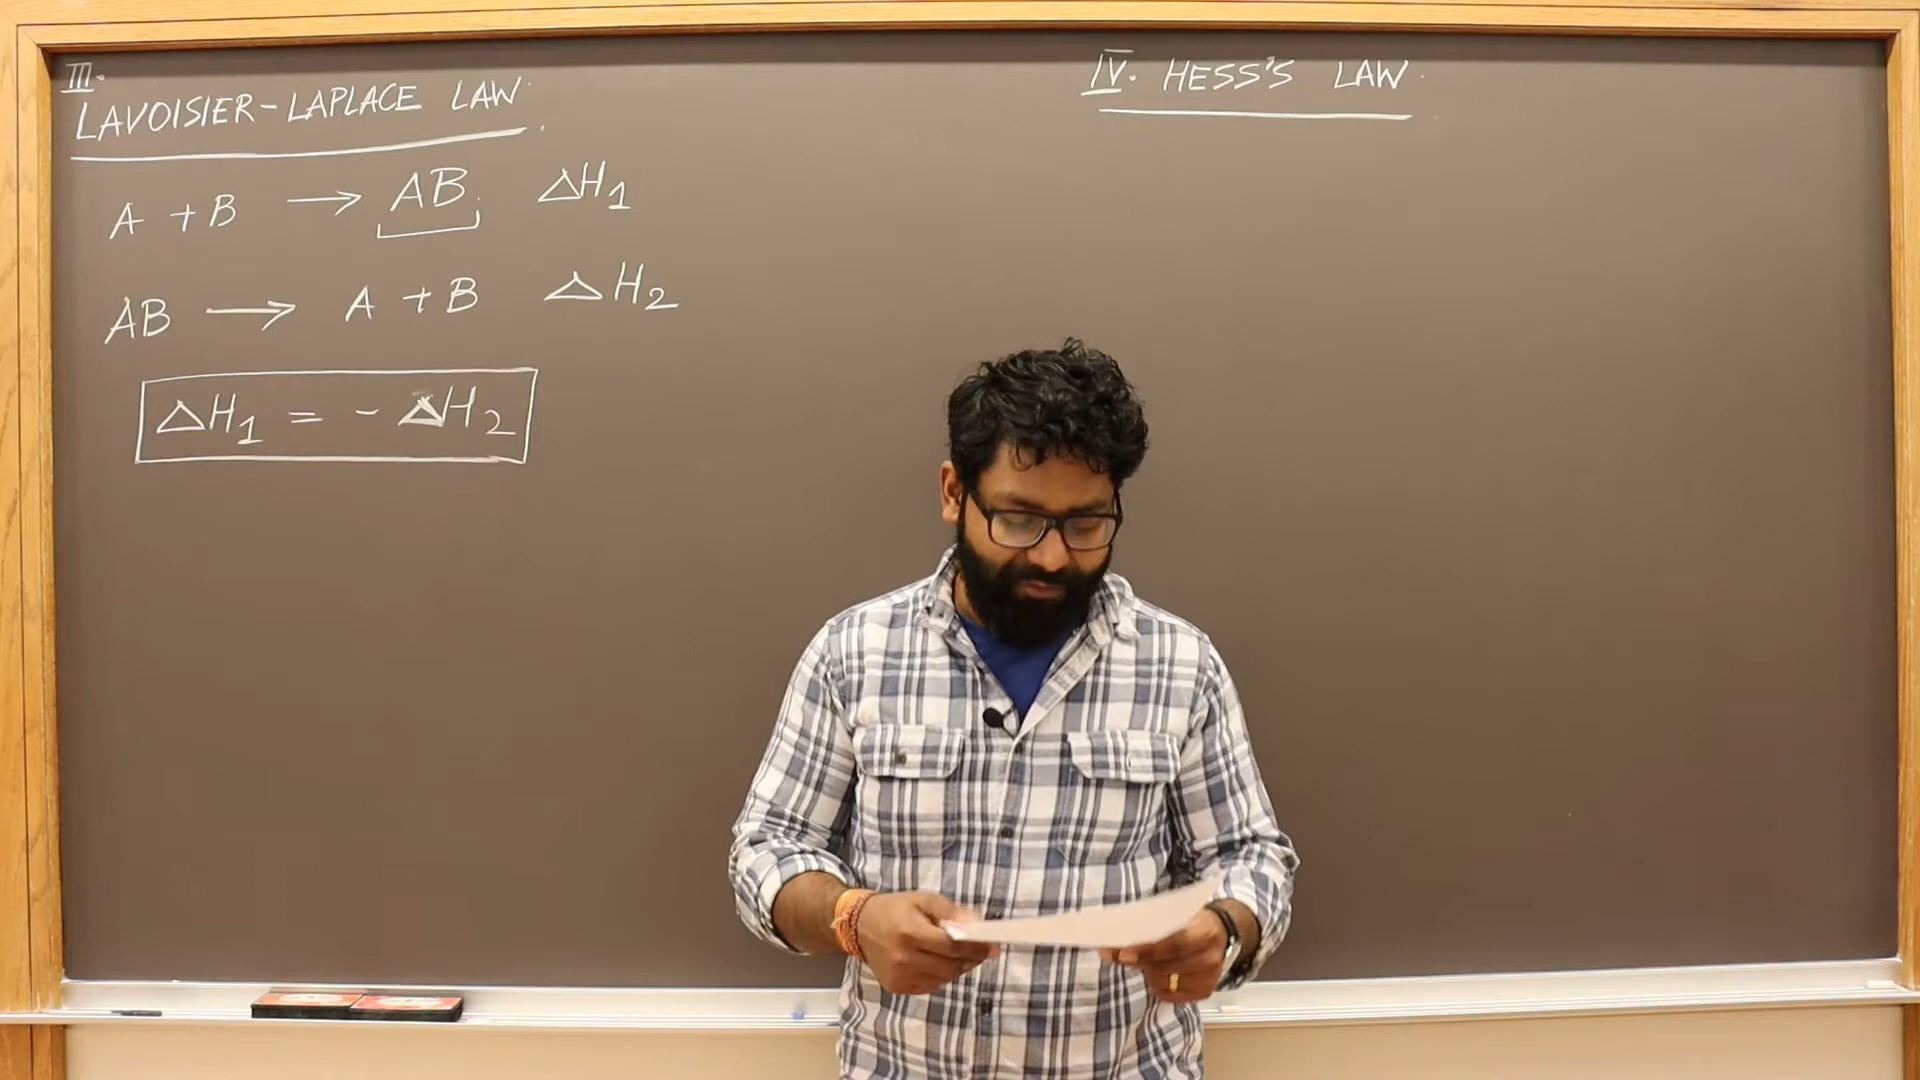 III.
LAVOISIER-LAPLACE LAW.
A + B → AB. ΔH₁
AB → A + B ΔH₂
ΔH₁ = - ΔH₂
IV. HESS'S LAW.